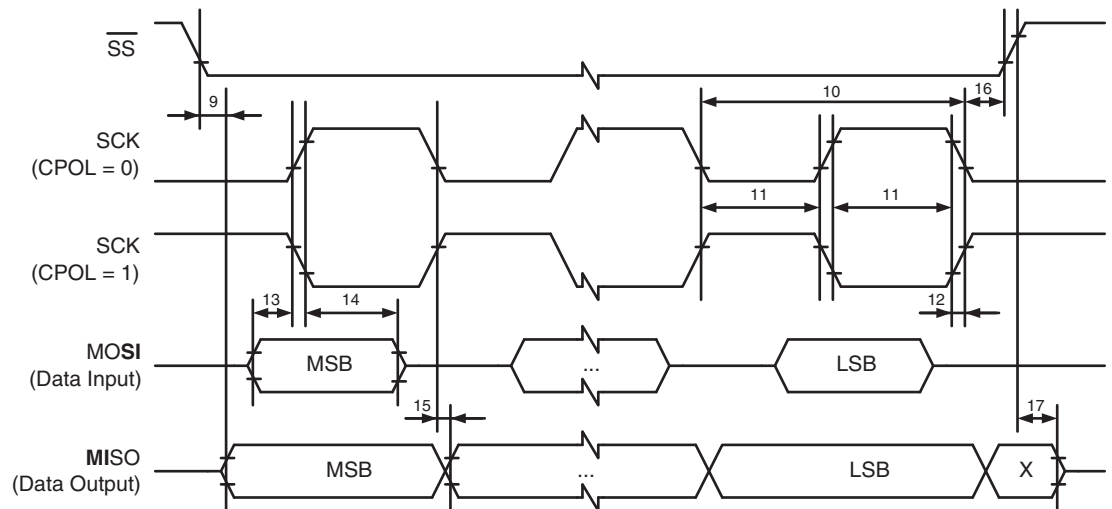 SS
9
10
16
SCK
(CPOL = 0)
11
11
SCK
(CPOL = 1)
13
14
12
MOSI
(Data Input)
MSB
...
LSB
15
17
MISO
(Data Output)
MSB
...
LSB
X